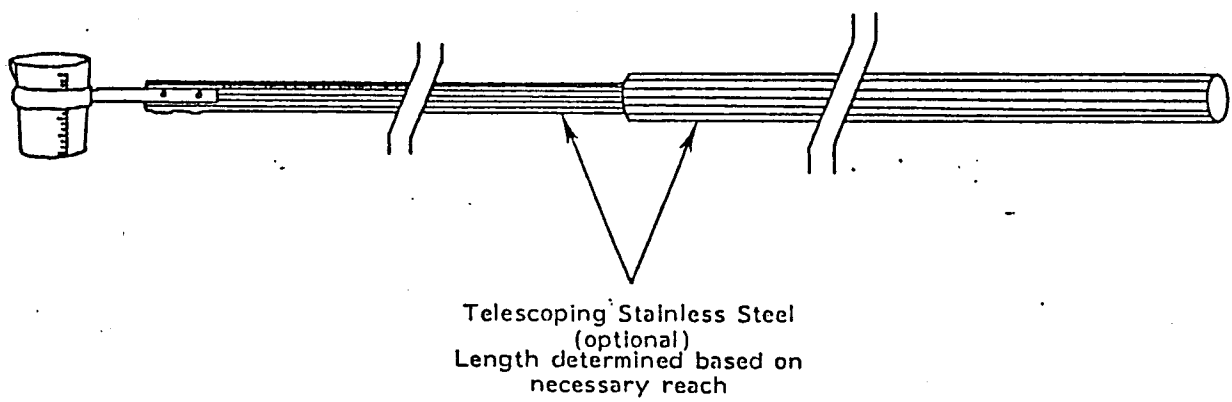 Telescoping Stainless Steel
(optional)
Length determined based on
necessary reach